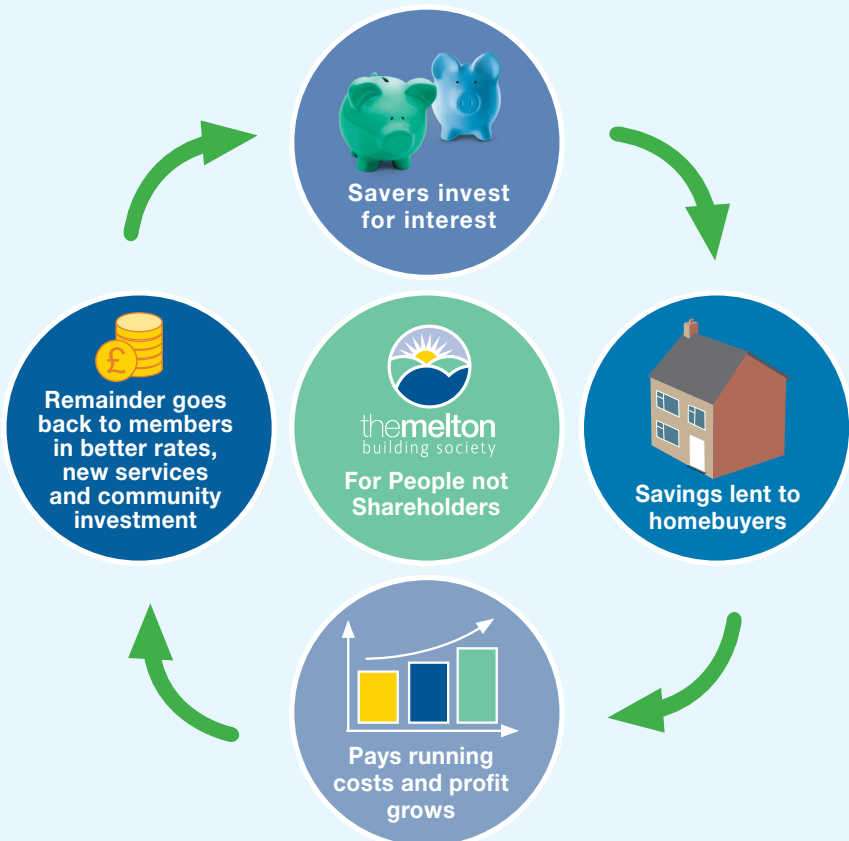 Savers invest
for interest
Remainder goes
back to members
in better rates,
new services
and community
investment
£
themelton
building society
For People not
Shareholders
Savings lent to
homebuyers
Pays running
costs and profit
grows